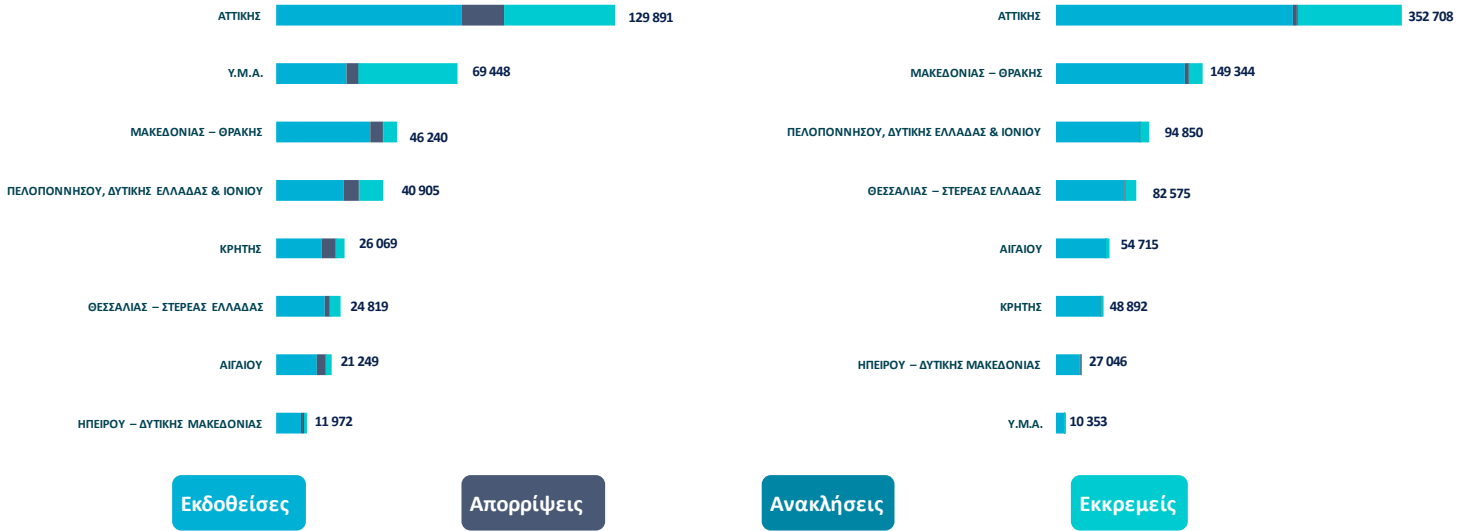 ΑΤΤΙΚΗΣ 129 891
Υ.Μ.Α. 69 448
ΜΑΚΕΔΟΝΙΑΣ – ΘΡΑΚΗΣ 46 240
ΠΕΛΟΠΟΝΝΗΣΟΥ, ΔΥΤΙΚΗΣ ΕΛΛΑΔΑΣ & ΙΟΝΙΟΥ 40 905
ΚΡΗΤΗΣ 26 069
ΘΕΣΣΑΛΙΑΣ – ΣΤΕΡΕΑΣ ΕΛΛΑΔΑΣ 24 819
ΑΙΓΑΙΟΥ 21 249
ΗΠΕΙΡΟΥ – ΔΥΤΙΚΗΣ ΜΑΚΕΔΟΝΙΑΣ 11 972
ΑΤΤΙΚΗΣ 352 708
ΜΑΚΕΔΟΝΙΑΣ – ΘΡΑΚΗΣ 149 344
ΠΕΛΟΠΟΝΝΗΣΟΥ, ΔΥΤΙΚΗΣ ΕΛΛΑΔΑΣ & ΙΟΝΙΟΥ 94 850
ΘΕΣΣΑΛΙΑΣ – ΣΤΕΡΕΑΣ ΕΛΛΑΔΑΣ 82 575
ΑΙΓΑΙΟΥ 54 715
ΚΡΗΤΗΣ 48 892
ΗΠΕΙΡΟΥ – ΔΥΤΙΚΗΣ ΜΑΚΕΔΟΝΙΑΣ 27 046
Υ.Μ.Α. 10 353
Εκδοθείσες Απορρίψεις Ανακλήσεις Εκκρεμείς